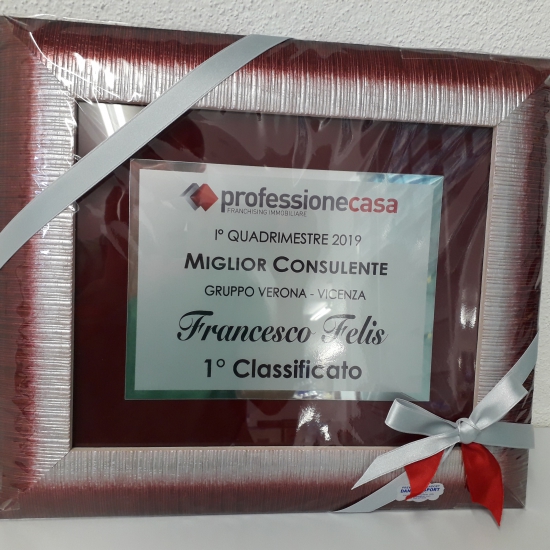 professionecasa
FRANCHISING IMMOBILIARE
I° QUADRIMESTRE 2019
MIGLIOR CONSULENTE
GRUPPO VERONA - VICENZA
Francesco Felis
1° Classificato